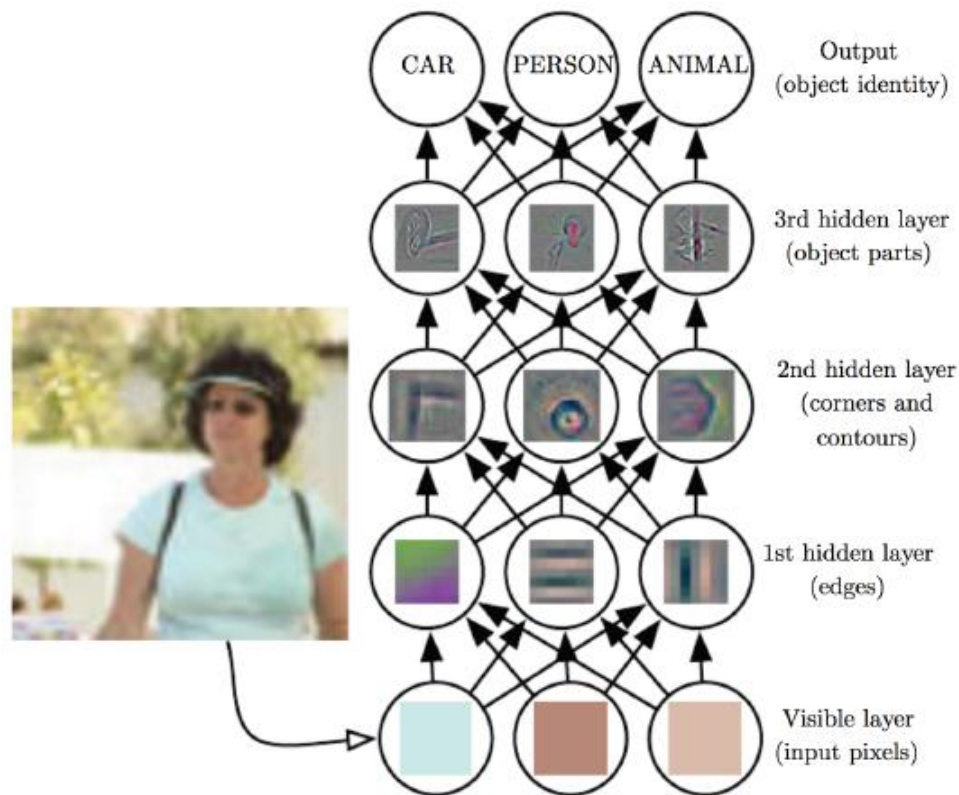 CAR PERSON ANIMAL
Output
(object identity)
3rd hidden layer
(object parts)
2nd hidden layer
(corners and
contours)
1st hidden layer
(edges)
Visible layer
(input pixels)